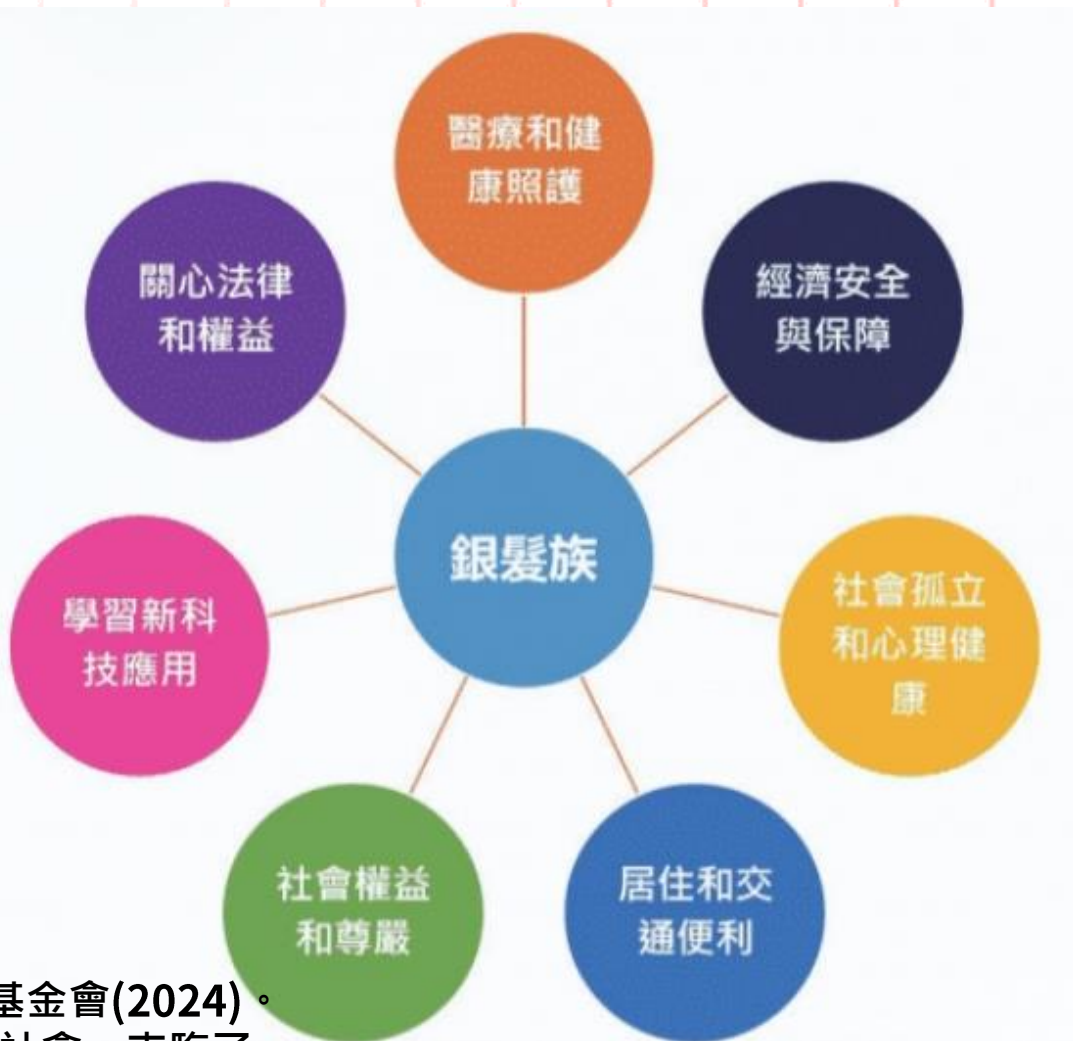 醫療和健
康照護
經濟安全
與保障
社會孤立
和心理健
康
居住和交
通便利
社會權益
和尊嚴
學習新科
技應用
關心法律
和權益
銀髮族
基金會(2024)。